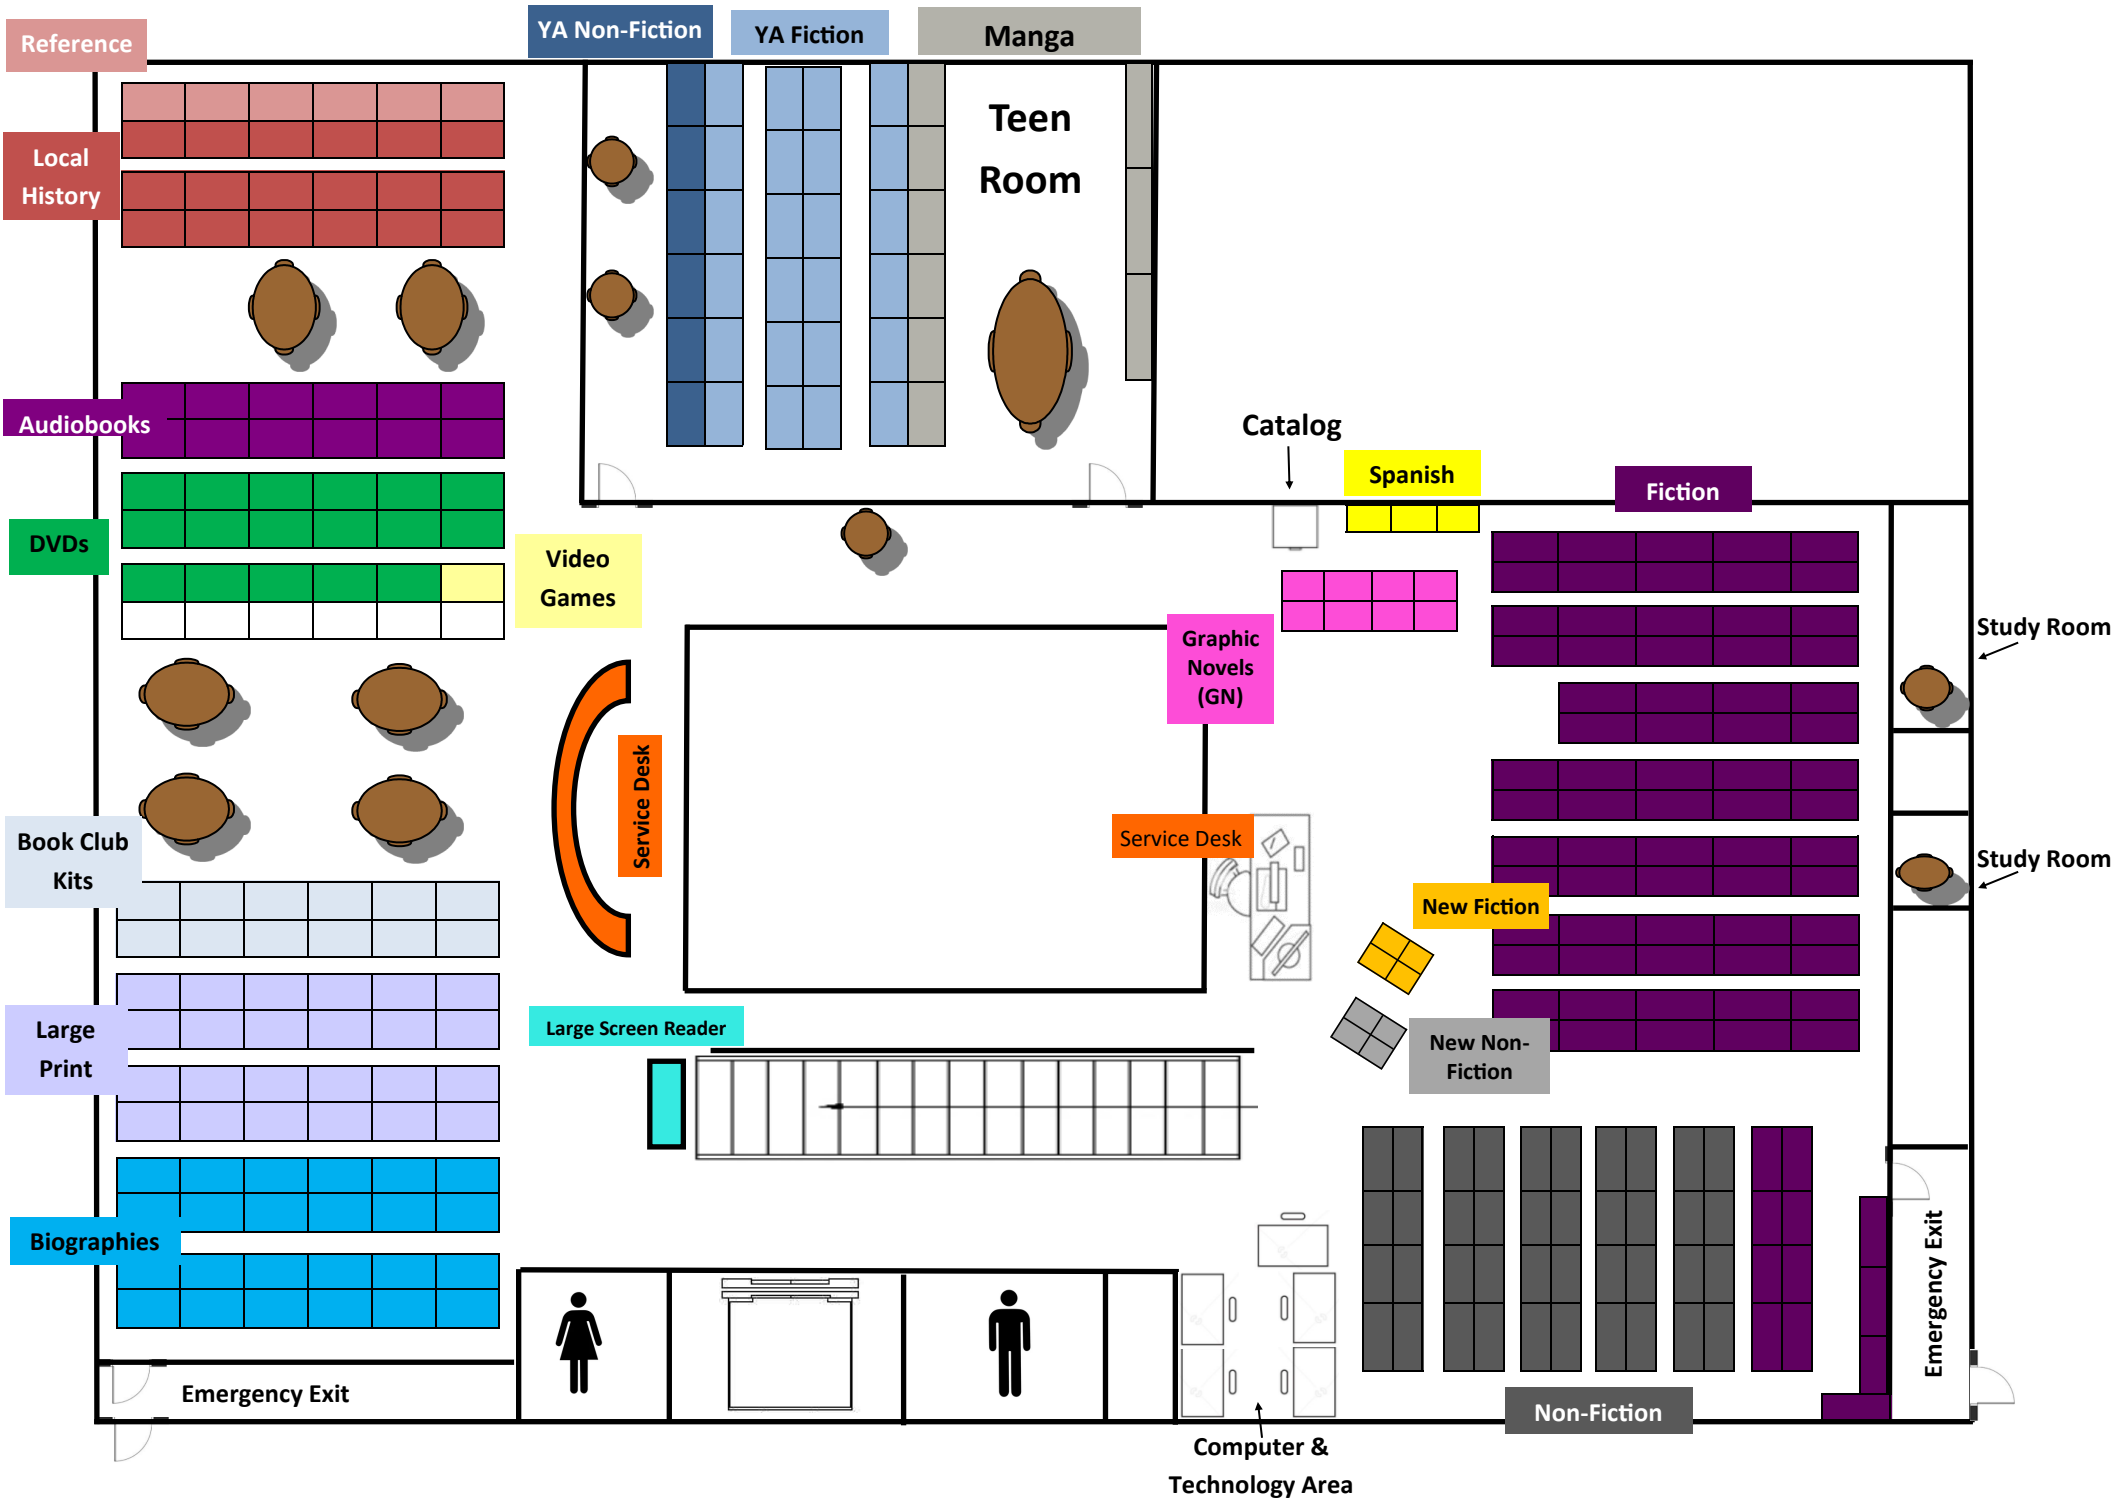 Reference
YA Non-Fiction
YA Fiction
Manga
Local
History
Teen
Room
Audiobooks
Catalog
Spanish
Fiction
DVDs
Video
Games
Graphic
Novels
(GN)
Study Room
Service Desk
Service Desk
Study Room
Book Club
Kits
New Fiction
Large
Print
Large Screen Reader
New Non-
Fiction
Biographies
Emergency Exit
Emergency Exit
Non-Fiction
Computer &
Technology Area